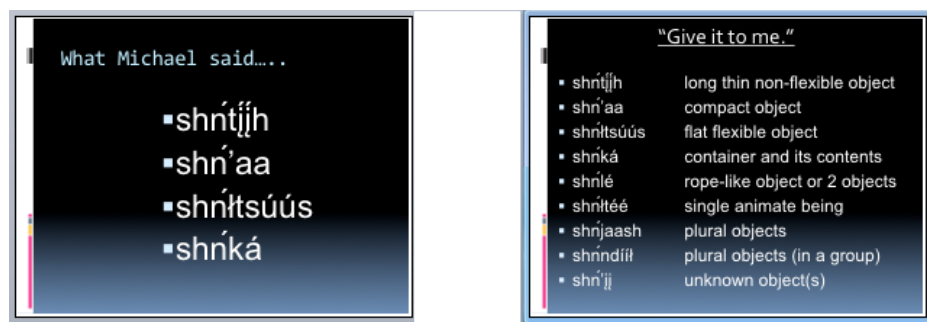 What Michael said…..
▪shńtį́į́h
▪shń'aa
▪shńłtsúús
▪shńká
"Give it to me."
▪ shńtį́į́h long thin non-flexible object
▪ shń'aa compact object
▪ shńłtsúús flat flexible object
▪ shńká container and its contents
▪ shńlé rope-like object or 2 objects
▪ shńłtéé single animate being
▪ shńjaash plural objects
▪ shńndííł plural objects (in a group)
▪ shń'įį unknown object(s)